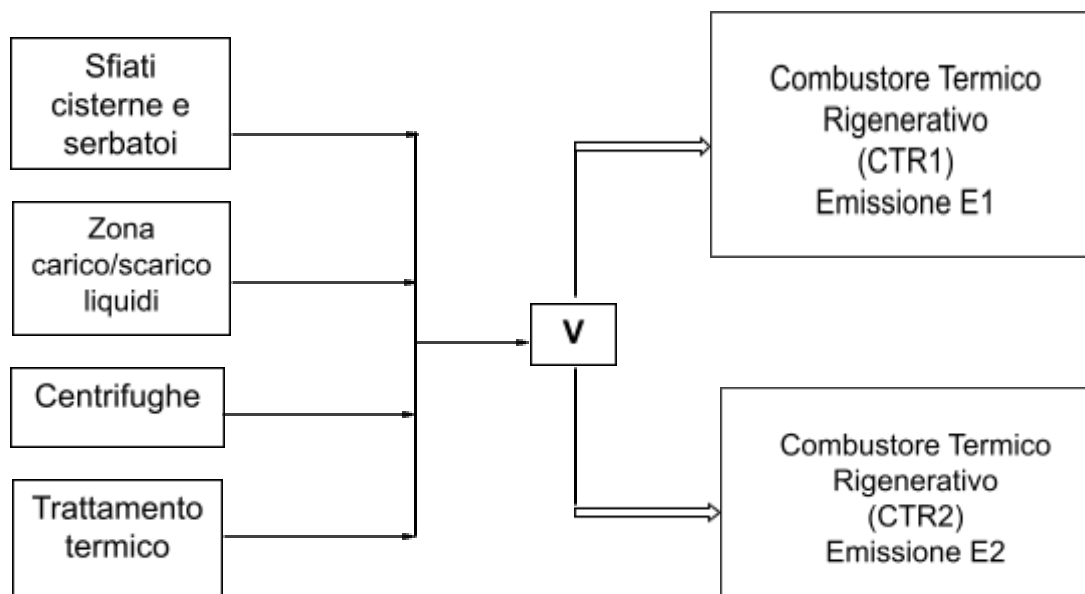 Sfiati
cisterne e
serbatoi
Zona
carico/scarico
liquidi
Centrifughe
Trattamento
termico
V
Combustore Termico
Rigenerativo
(CTR1)
Emissione E1
Combustore Termico
Rigenerativo
(CTR2)
Emissione E2